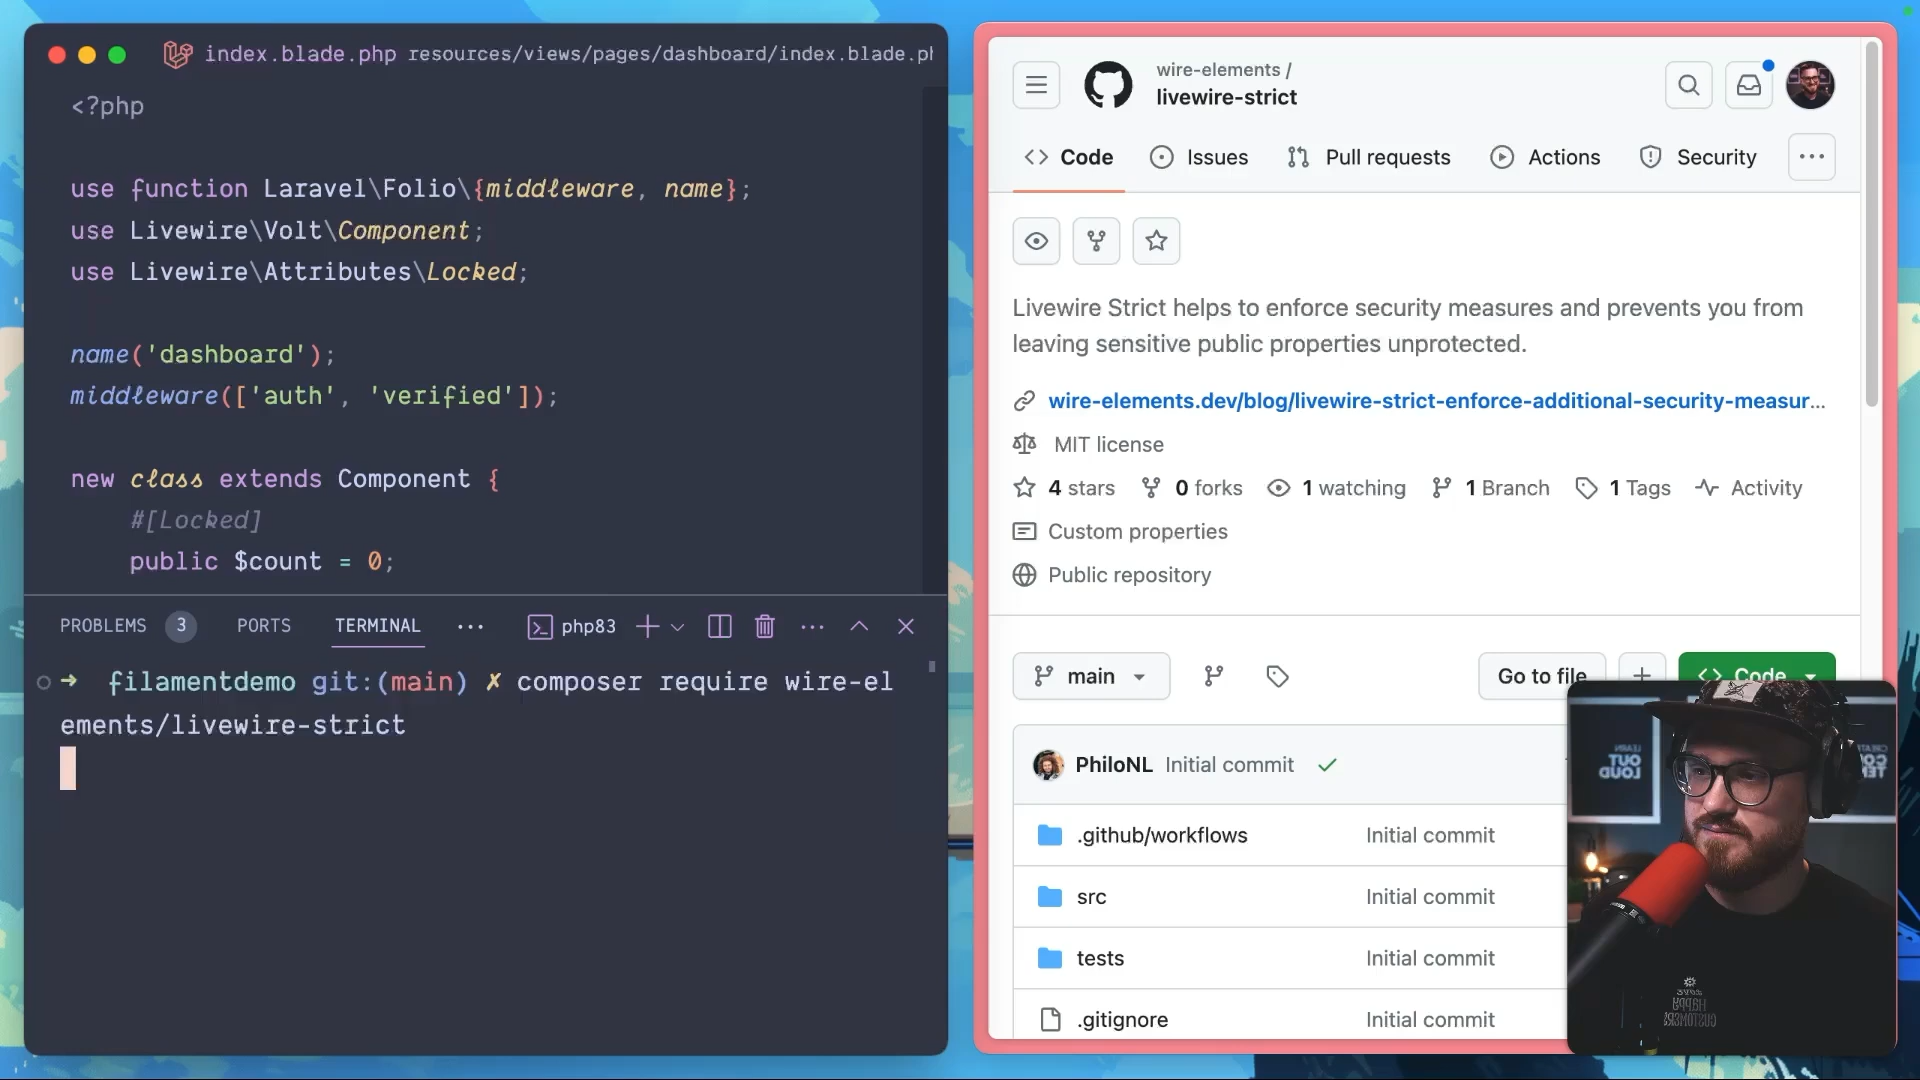 index.blade.php resources/views/pages/dashboard/index.blade.ph
<?php
use function Laravel\Folio\{middleware, name};
use Livewire\Volt\Component;
use Livewire\Attributes\Locked;
name('dashboard');
middleware(['auth', 'verified']);
new class extends Component {
#[Locked]
public $count = 0;
PROBLEMS 3 PORTS TERMINAL php83
filamentdemo git:(main) ✗ composer require wire-el
ements/livewire-strict
wire-elements /
livewire-strict
Code Issues Pull requests Actions Security
Livewire Strict helps to enforce security measures and prevents you from
leaving sensitive public properties unprotected.
wire-elements.dev/blog/livewire-strict-enforce-additional-security-measur...
MIT license
4 stars 0 forks 1 watching 1 Branch 1 Tags Activity
Custom properties
Public repository
main Go to file Code
PhiloNL Initial commit
.github/workflows Initial commit
src Initial commit
tests Initial commit
.gitignore Initial commit
LEARN
OUT
LOUD
HAPPY
CUSTOMERS